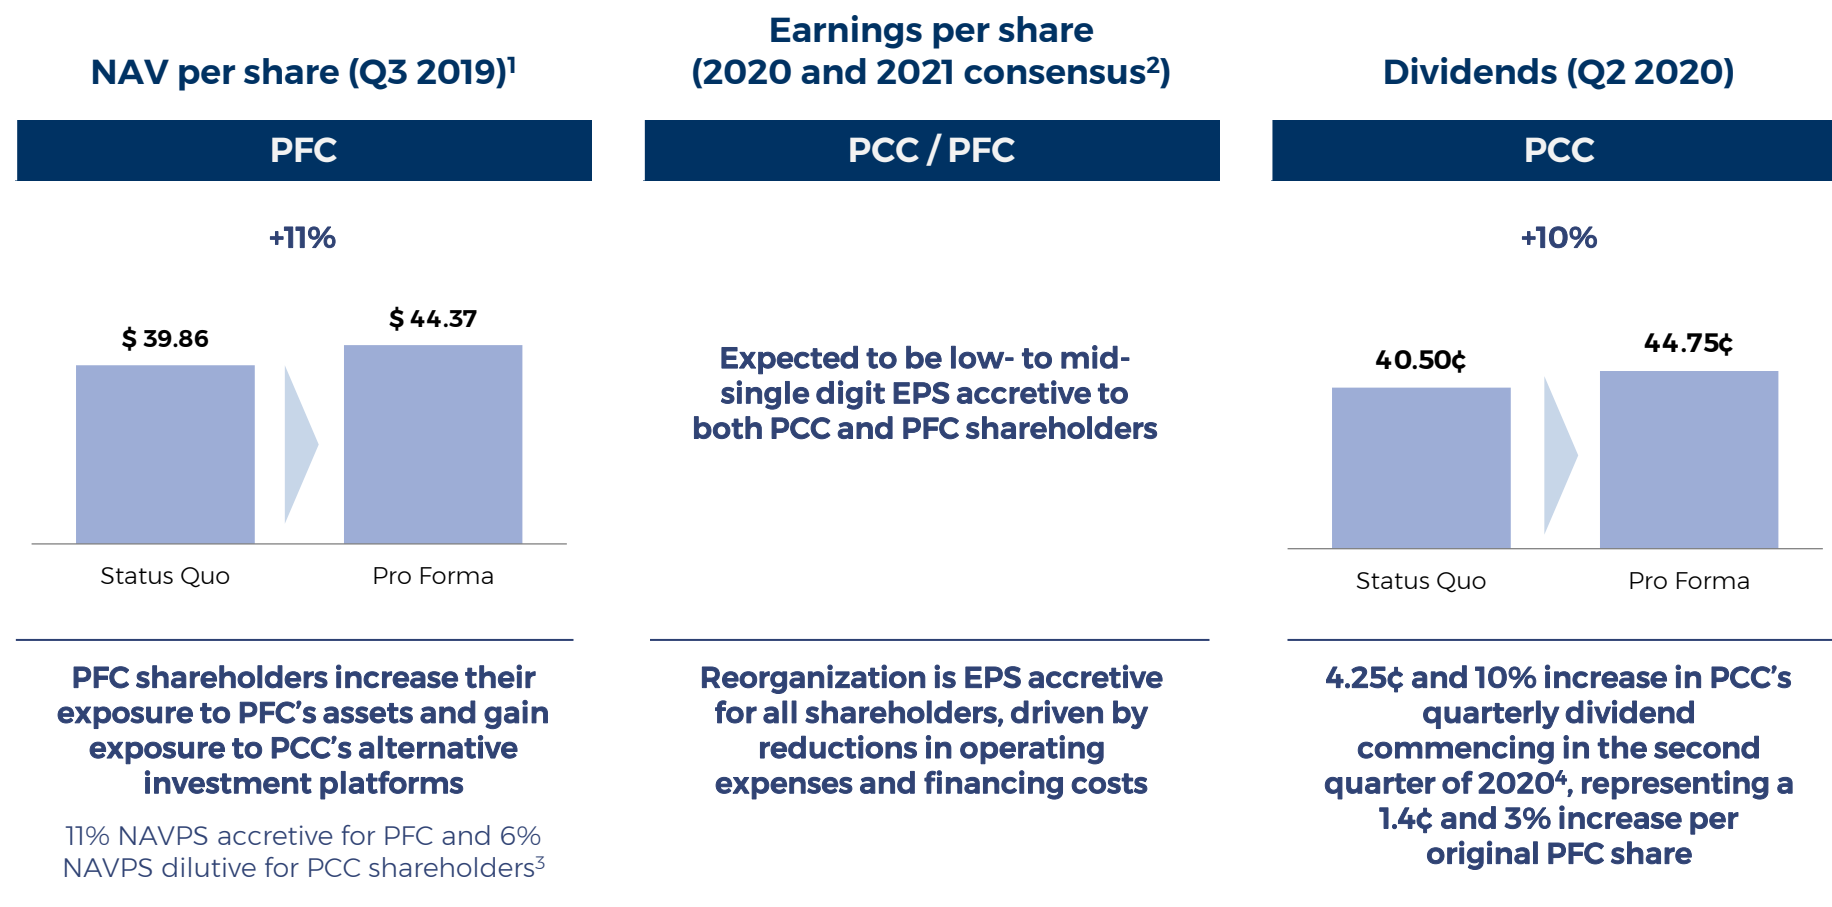 NAV per share (Q3 2019)1
PFC
+11%
$ 39.86
$ 44.37
Status Quo
Pro Forma
PFC shareholders increase their
exposure to PFC’s assets and gain
exposure to PCC’s alternative
investment platforms
11% NAVPS accretive for PFC and 6%
NAVPS dilutive for PCC shareholders3
Earnings per share
(2020 and 2021 consensus2)
PCC / PFC
Expected to be low- to mid-
single digit EPS accretive to
both PCC and PFC shareholders
Reorganization is EPS accretive
for all shareholders, driven by
reductions in operating
expenses and financing costs
Dividends (Q2 2020)
PCC
+10%
40.50¢
44.75¢
Status Quo
Pro Forma
4.25¢ and 10% increase in PCC’s
quarterly dividend
commencing in the second
quarter of 20204, representing a
1.4¢ and 3% increase per
original PFC share